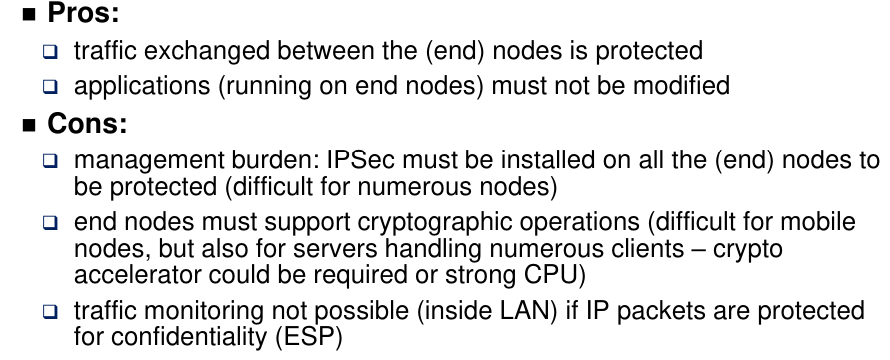 Pros:
traffic exchanged between the (end) nodes is protected
applications (running on end nodes) must not be modified
Cons:
management burden: IPSec must be installed on all the (end) nodes to
be protected (difficult for numerous nodes)
end nodes must support cryptographic operations (difficult for mobile
nodes, but also for servers handling numerous clients – crypto
accelerator could be required or strong CPU)
traffic monitoring not possible (inside LAN) if IP packets are protected
for confidentiality (ESP)